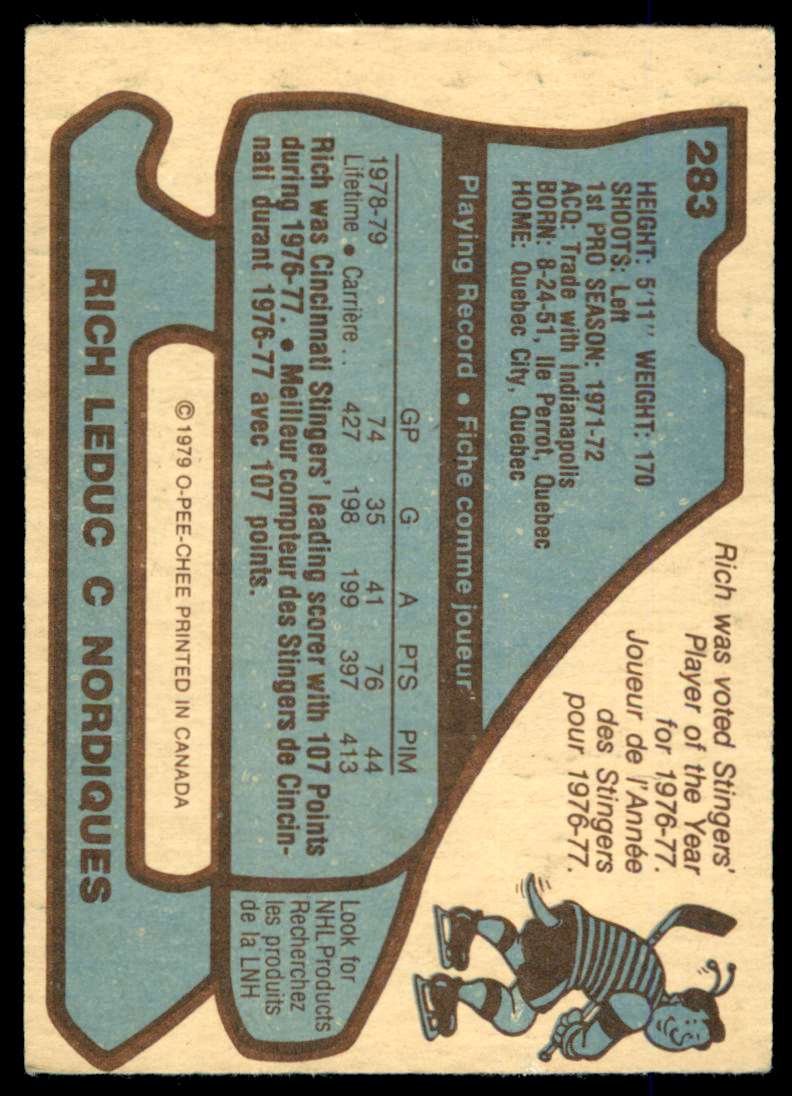 283
HEIGHT: 5'11" WEIGHT: 170
SHOOTS: Left
1st PRO SEASON: 1971-72
ACQ: Trade with Indianapolis
BORN: 8-24-51, Ile Perrot, Quebec
HOME: Quebec City, Quebec
Rich was voted Stingers'
Player of the Year
for 1976-77.
Joueur de l'Année
des Stingers
pour 1976-77.
Playing Record • Fiche comme joueur
GP G A PTS PIM
1978-79 74 35 41 76 44
Lifetime • Carrière ... 427 198 199 397 413
Rich was Cincinnati Stingers' leading scorer with 107 Points
during 1976-77. • Meilleur compteur des Stingers de Cincin-
nati durant 1976-77 avec 107 points.
Look for
NHL Products
Recherchez
les produits
de la LNH
© 1979 O-PEE-CHEE PRINTED IN CANADA
RICH LEDUC C NORDIQUES